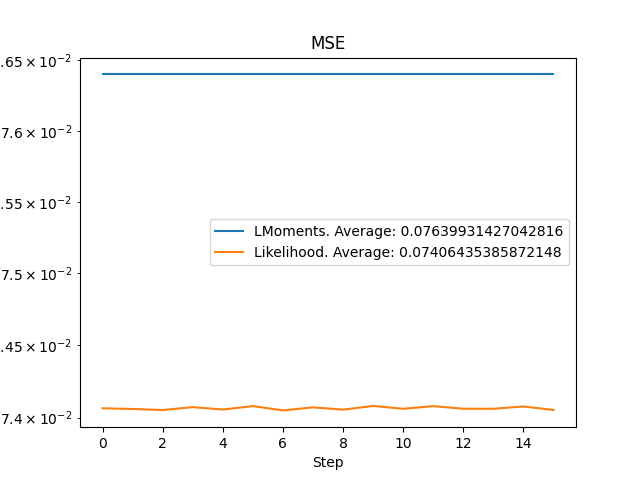 MSE
.65 × 10⁻²
7.6 × 10⁻²
.55 × 10⁻²
7.5 × 10⁻²
.45 × 10⁻²
7.4 × 10⁻²
LMoments. Average: 0.07639931427042816
Likelihood. Average: 0.07406435385872148
0 2 4 6 8 10 12 14
Step